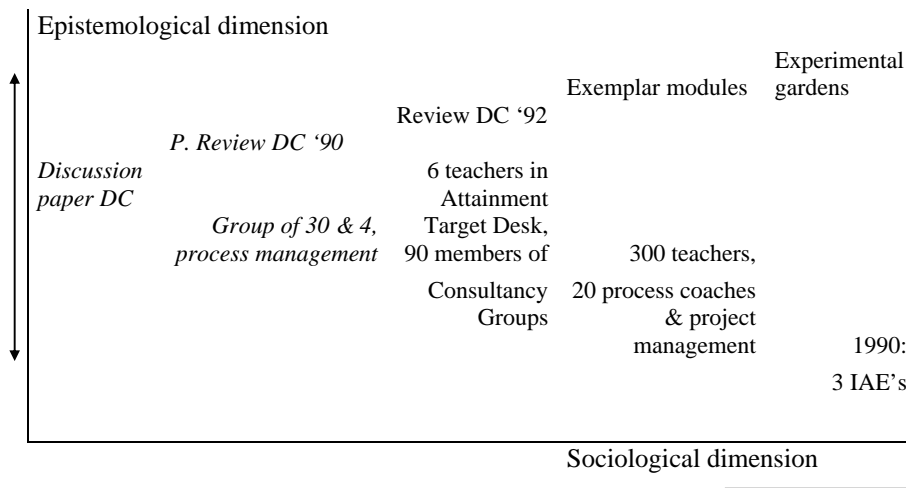 Epistemological dimension
Experimental
gardens
Exemplar modules
Review DC ‘92
P. Review DC ‘90
Discussion
paper DC
6 teachers in
Attainment
Target Desk,
90 members of
Consultancy
Groups
Group of 30 & 4,
process management
300 teachers,
20 process coaches
& project
management
1990:
3 IAE’s
Sociological dimension